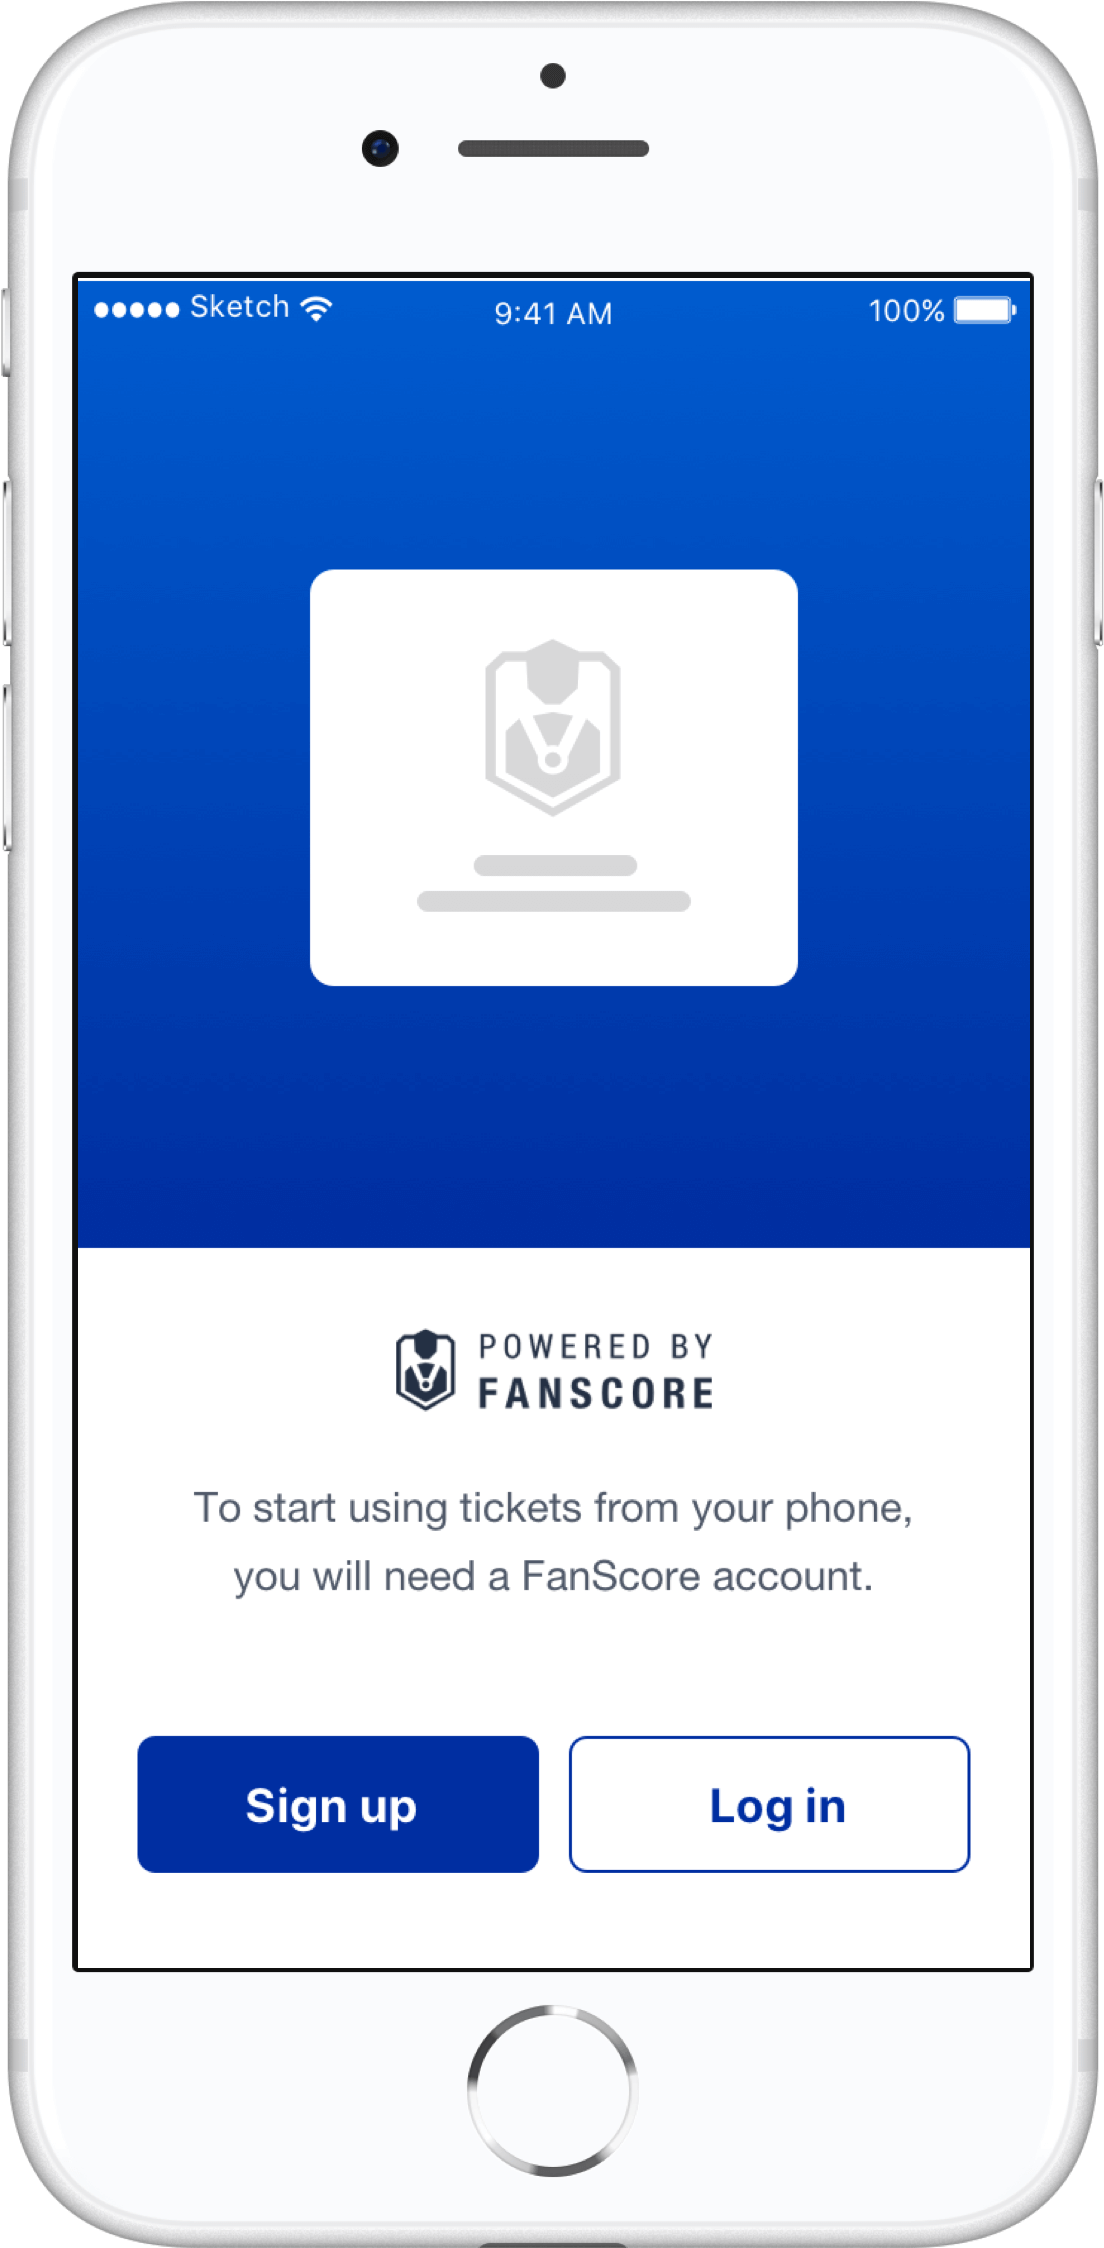 Sketch
9:41 AM
100%
POWERED BY
FANSCORE
To start using tickets from your phone,
you will need a FanScore account.
Sign up
Log in